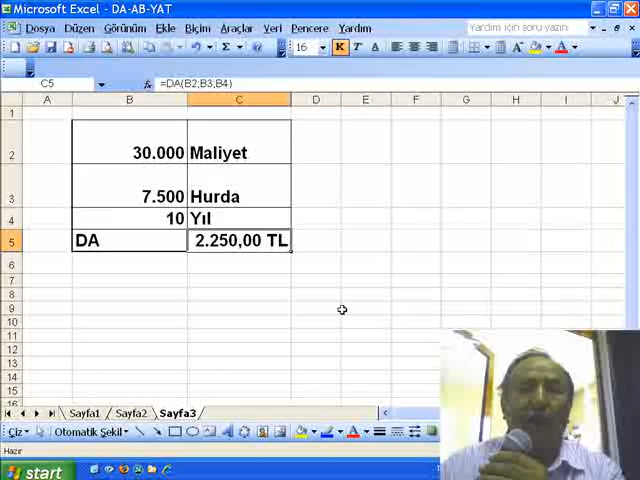 Microsoft Excel - DA-AB-YAT
Dosya Düzen Görünüm Ekle Biçim Araçlar Veri Pencere Yardım
Yardım için soru yazın
16 K T A
C5 fx =DA(B2;B3;B4)
A B C D E F G H I J
1
2 30.000 Maliyet
3 7.500 Hurda
4 10 Yıl
5 DA 2.250,00 TL
6
7
8
9
10
11
12
13
14
15
Sayfa1 Sayfa2 Sayfa3
Çiz Otomatik Şekil
Hazır
start